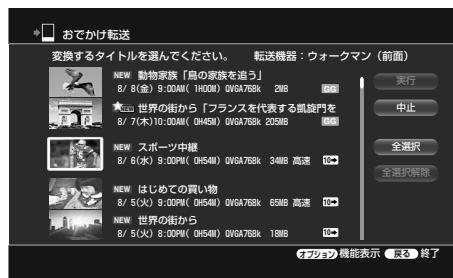 おでかけ転送
変換するタイトルを選んでください。 転送機器：ウォークマン（前面）
NEW 動物家族「鳥の家族を追う」
8/ 8(金) 9:00AM( 1H00M) QVGA768k 2MB GG
世界の街から「フランスを代表する凱旋門を
8/ 7(木)10:00AM( 0H45M) QVGA768k 205MB GG
NEW スポーツ中継
8/ 6(水) 9:00PM( 0H54M) QVGA768k 34MB 高速 10➡
NEW はじめての買い物
8/ 5(火) 9:00PM( 0H54M) QVGA768k 65MB 高速 10➡
NEW 世界の街から
8/ 5(火) 8:00PM( 0H54M) QVGA768k 18MB 10➡
実行
中止
全選択
全選択解除
オプション 機能表示 戻る 終了